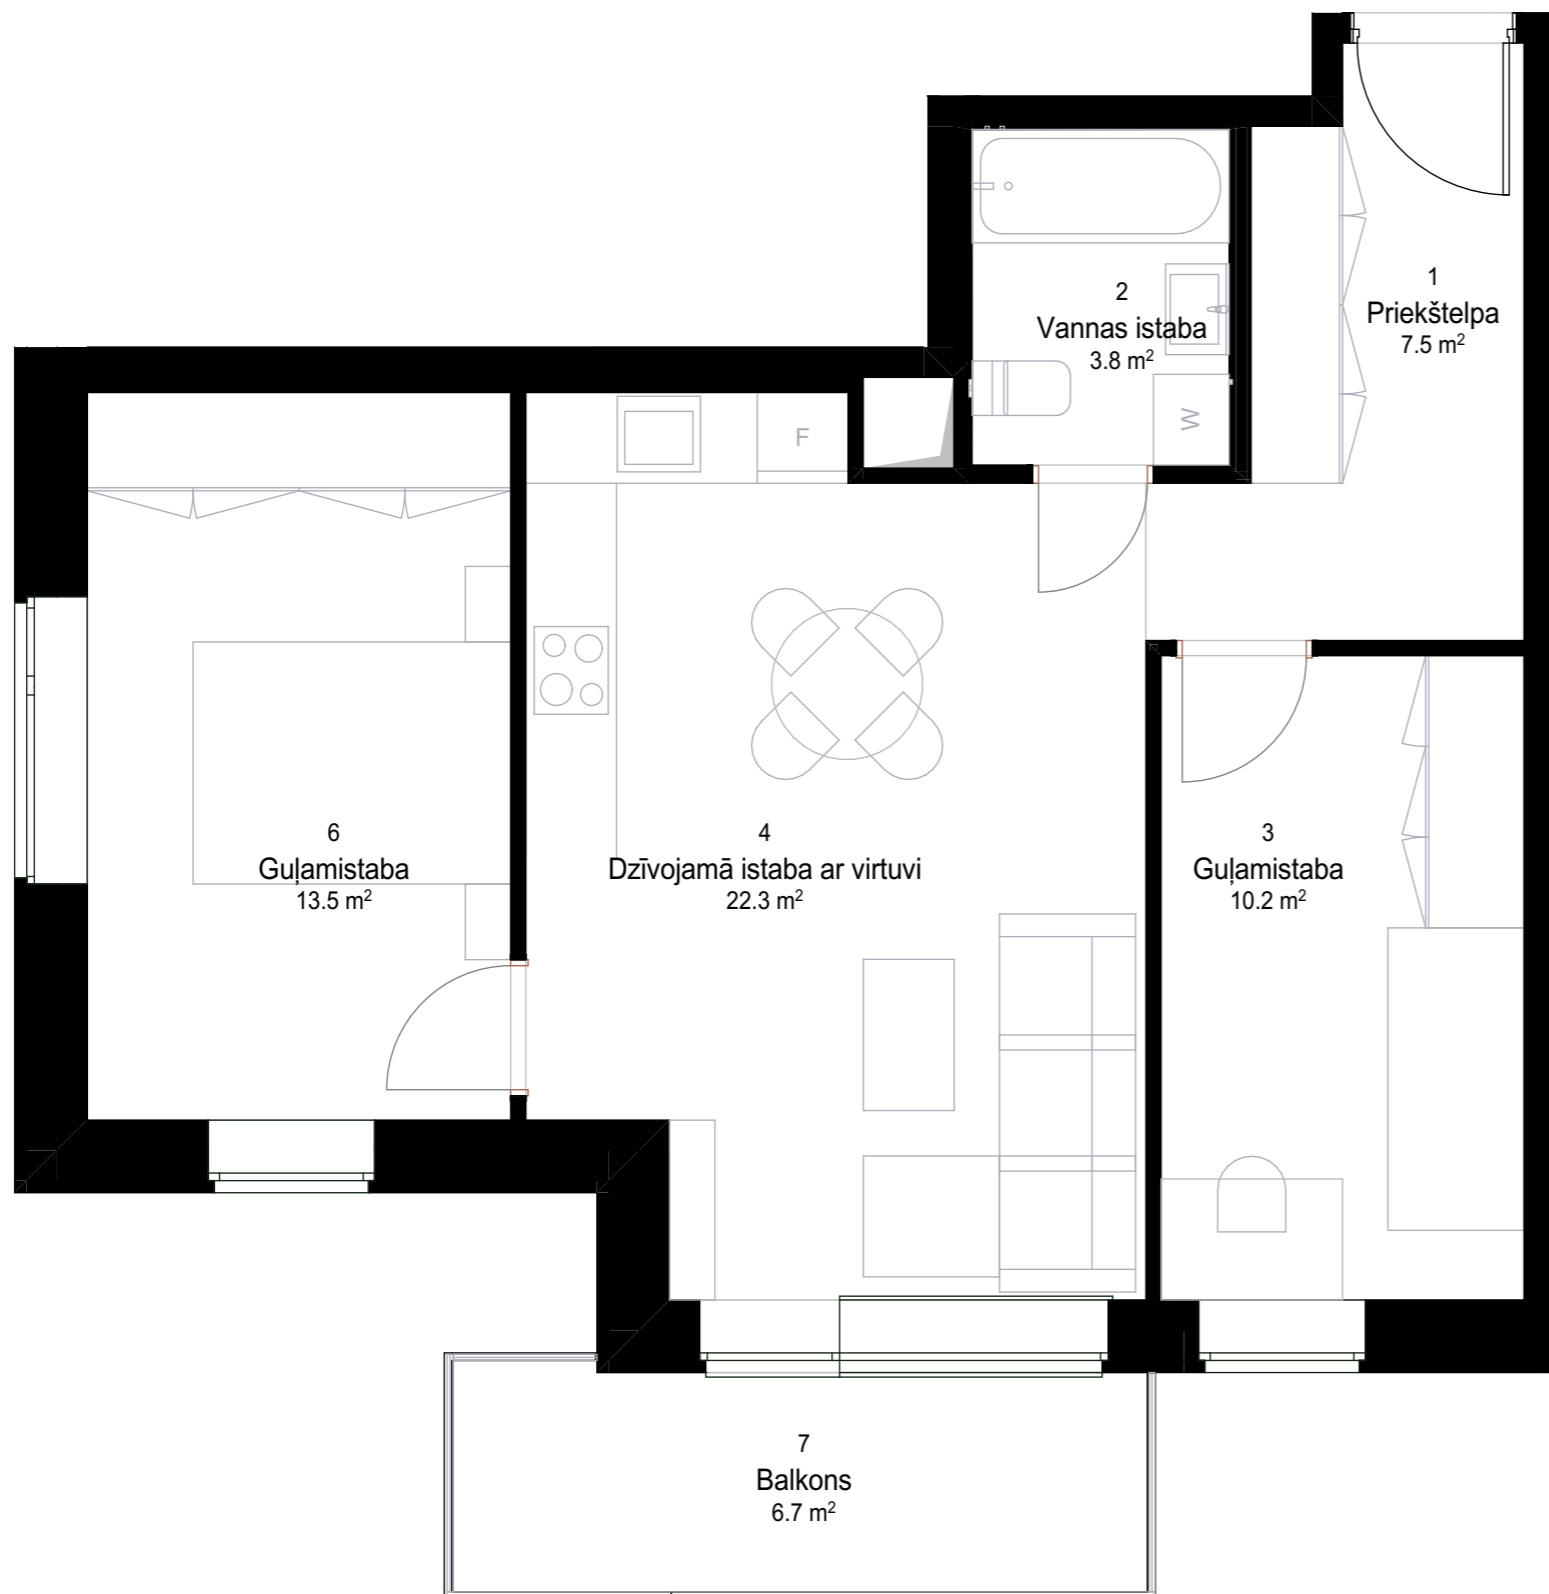 1
Priekštelpa
7.5 m²
2
Vannas istaba
3.8 m²
W
F
6
Guļamistaba
13.5 m²
4
Dzīvojamā istaba ar virtuvi
22.3 m²
3
Guļamistaba
10.2 m²
7
Balkons
6.7 m²